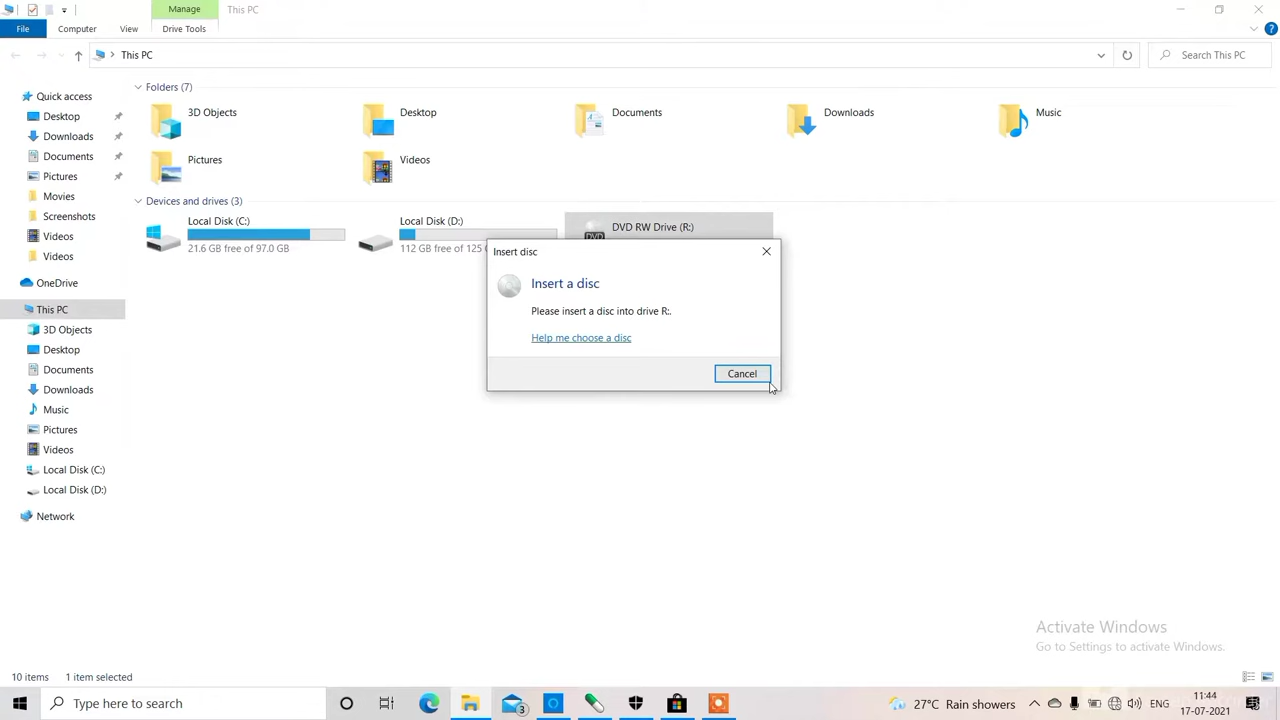 Manage This PC
File Computer View Drive Tools
This PC Search This PC
Folders (7)
Quick access
Desktop
Downloads
Documents
Pictures
Movies
Screenshots
Videos
Videos
OneDrive
This PC
3D Objects
Desktop
Documents
Downloads
Music
Pictures
Videos
Local Disk (C:)
Local Disk (D:)
Network
3D Objects Desktop Documents Downloads Music
Pictures Videos
Devices and drives (3)
Local Disk (C:)
21.6 GB free of 97.0 GB
Local Disk (D:)
112 GB free of 125
DVD RW Drive (R:)
DVD
Insert disc
Insert a disc
Please insert a disc into drive R:.
Help me choose a disc
Cancel
Activate Windows
Go to Settings to activate Windows.
10 items 1 item selected
Type here to search
3
27°C Rain showers
ENG
11:44
17-07-2021